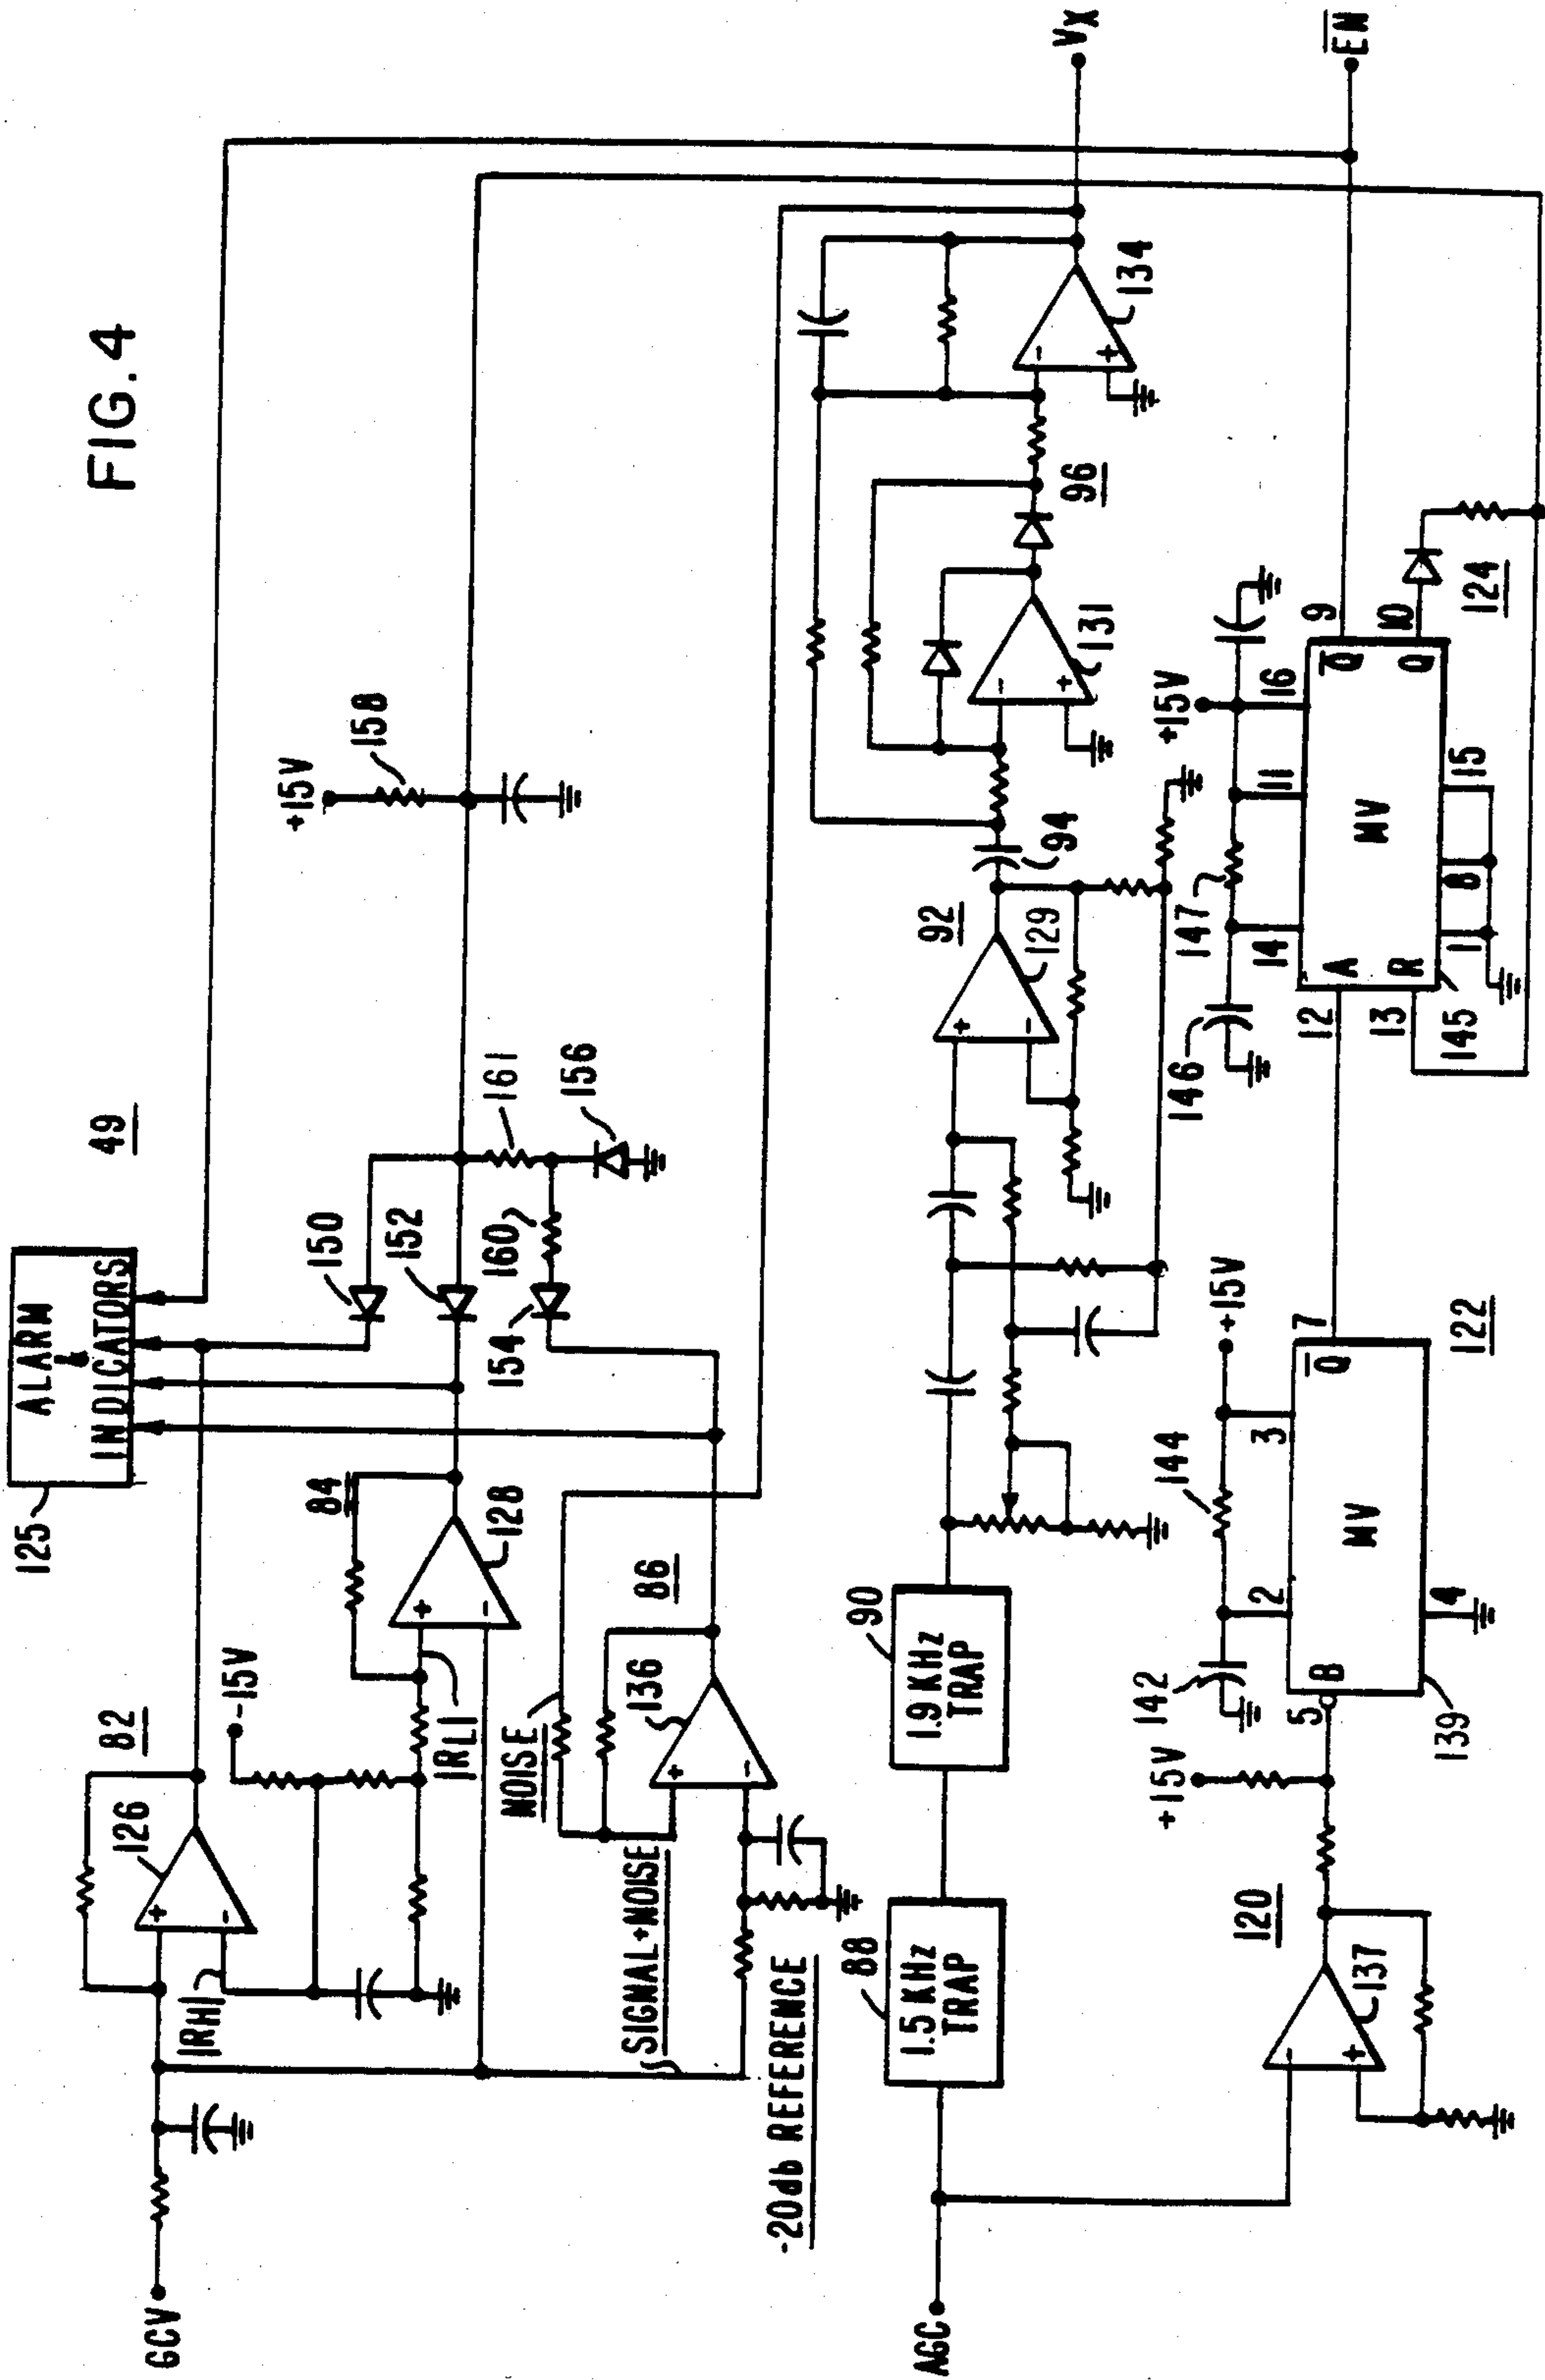 FIG. 4
49
125
ALARM
&
INDICATORS
+15V
158
150
152
154
160
161
156
82
126
+
-
IRHI
-15V
84
128
+
-
IRLI
GCV
NOISE
86
136
+
-
SIGNAL+NOISE
-20db REFERENCE
AGC
88
1.5 KHz
TRAP
90
1.9 KHz
TRAP
92
129
+
-
94
131
-
+
96
134
-
+
VX
EN
120
137
-
+
+15V
142
144
+15V
5
B
2
3
MV
Q
7
4
139
122
146
147
+15V
14
11
16
12
A
13
R
MV
Q
9
Q
10
1
8
15
145
124